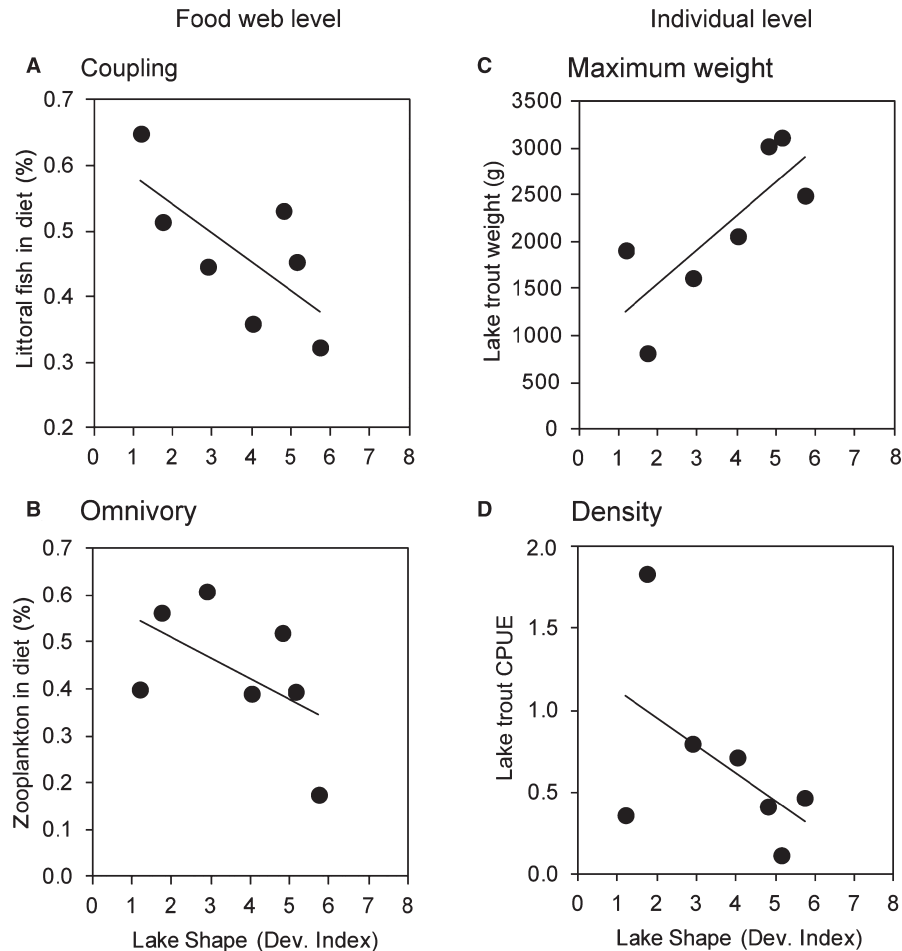 Food web level
Individual level
A Coupling
Littoral fish in diet (%)
0.7
0.6
0.5
0.4
0.3
0.2
0 1 2 3 4 5 6 7 8
C Maximum weight
Lake trout weight (g)
3500
3000
2500
2000
1500
1000
500
0
0 1 2 3 4 5 6 7 8
B Omnivory
Zooplankton in diet (%)
0.7
0.6
0.5
0.4
0.3
0.2
0.1
0.0
0 1 2 3 4 5 6 7 8
Lake Shape (Dev. Index)
D Density
Lake trout CPUE
2.0
1.5
1.0
0.5
0.0
0 1 2 3 4 5 6 7 8
Lake Shape (Dev. Index)